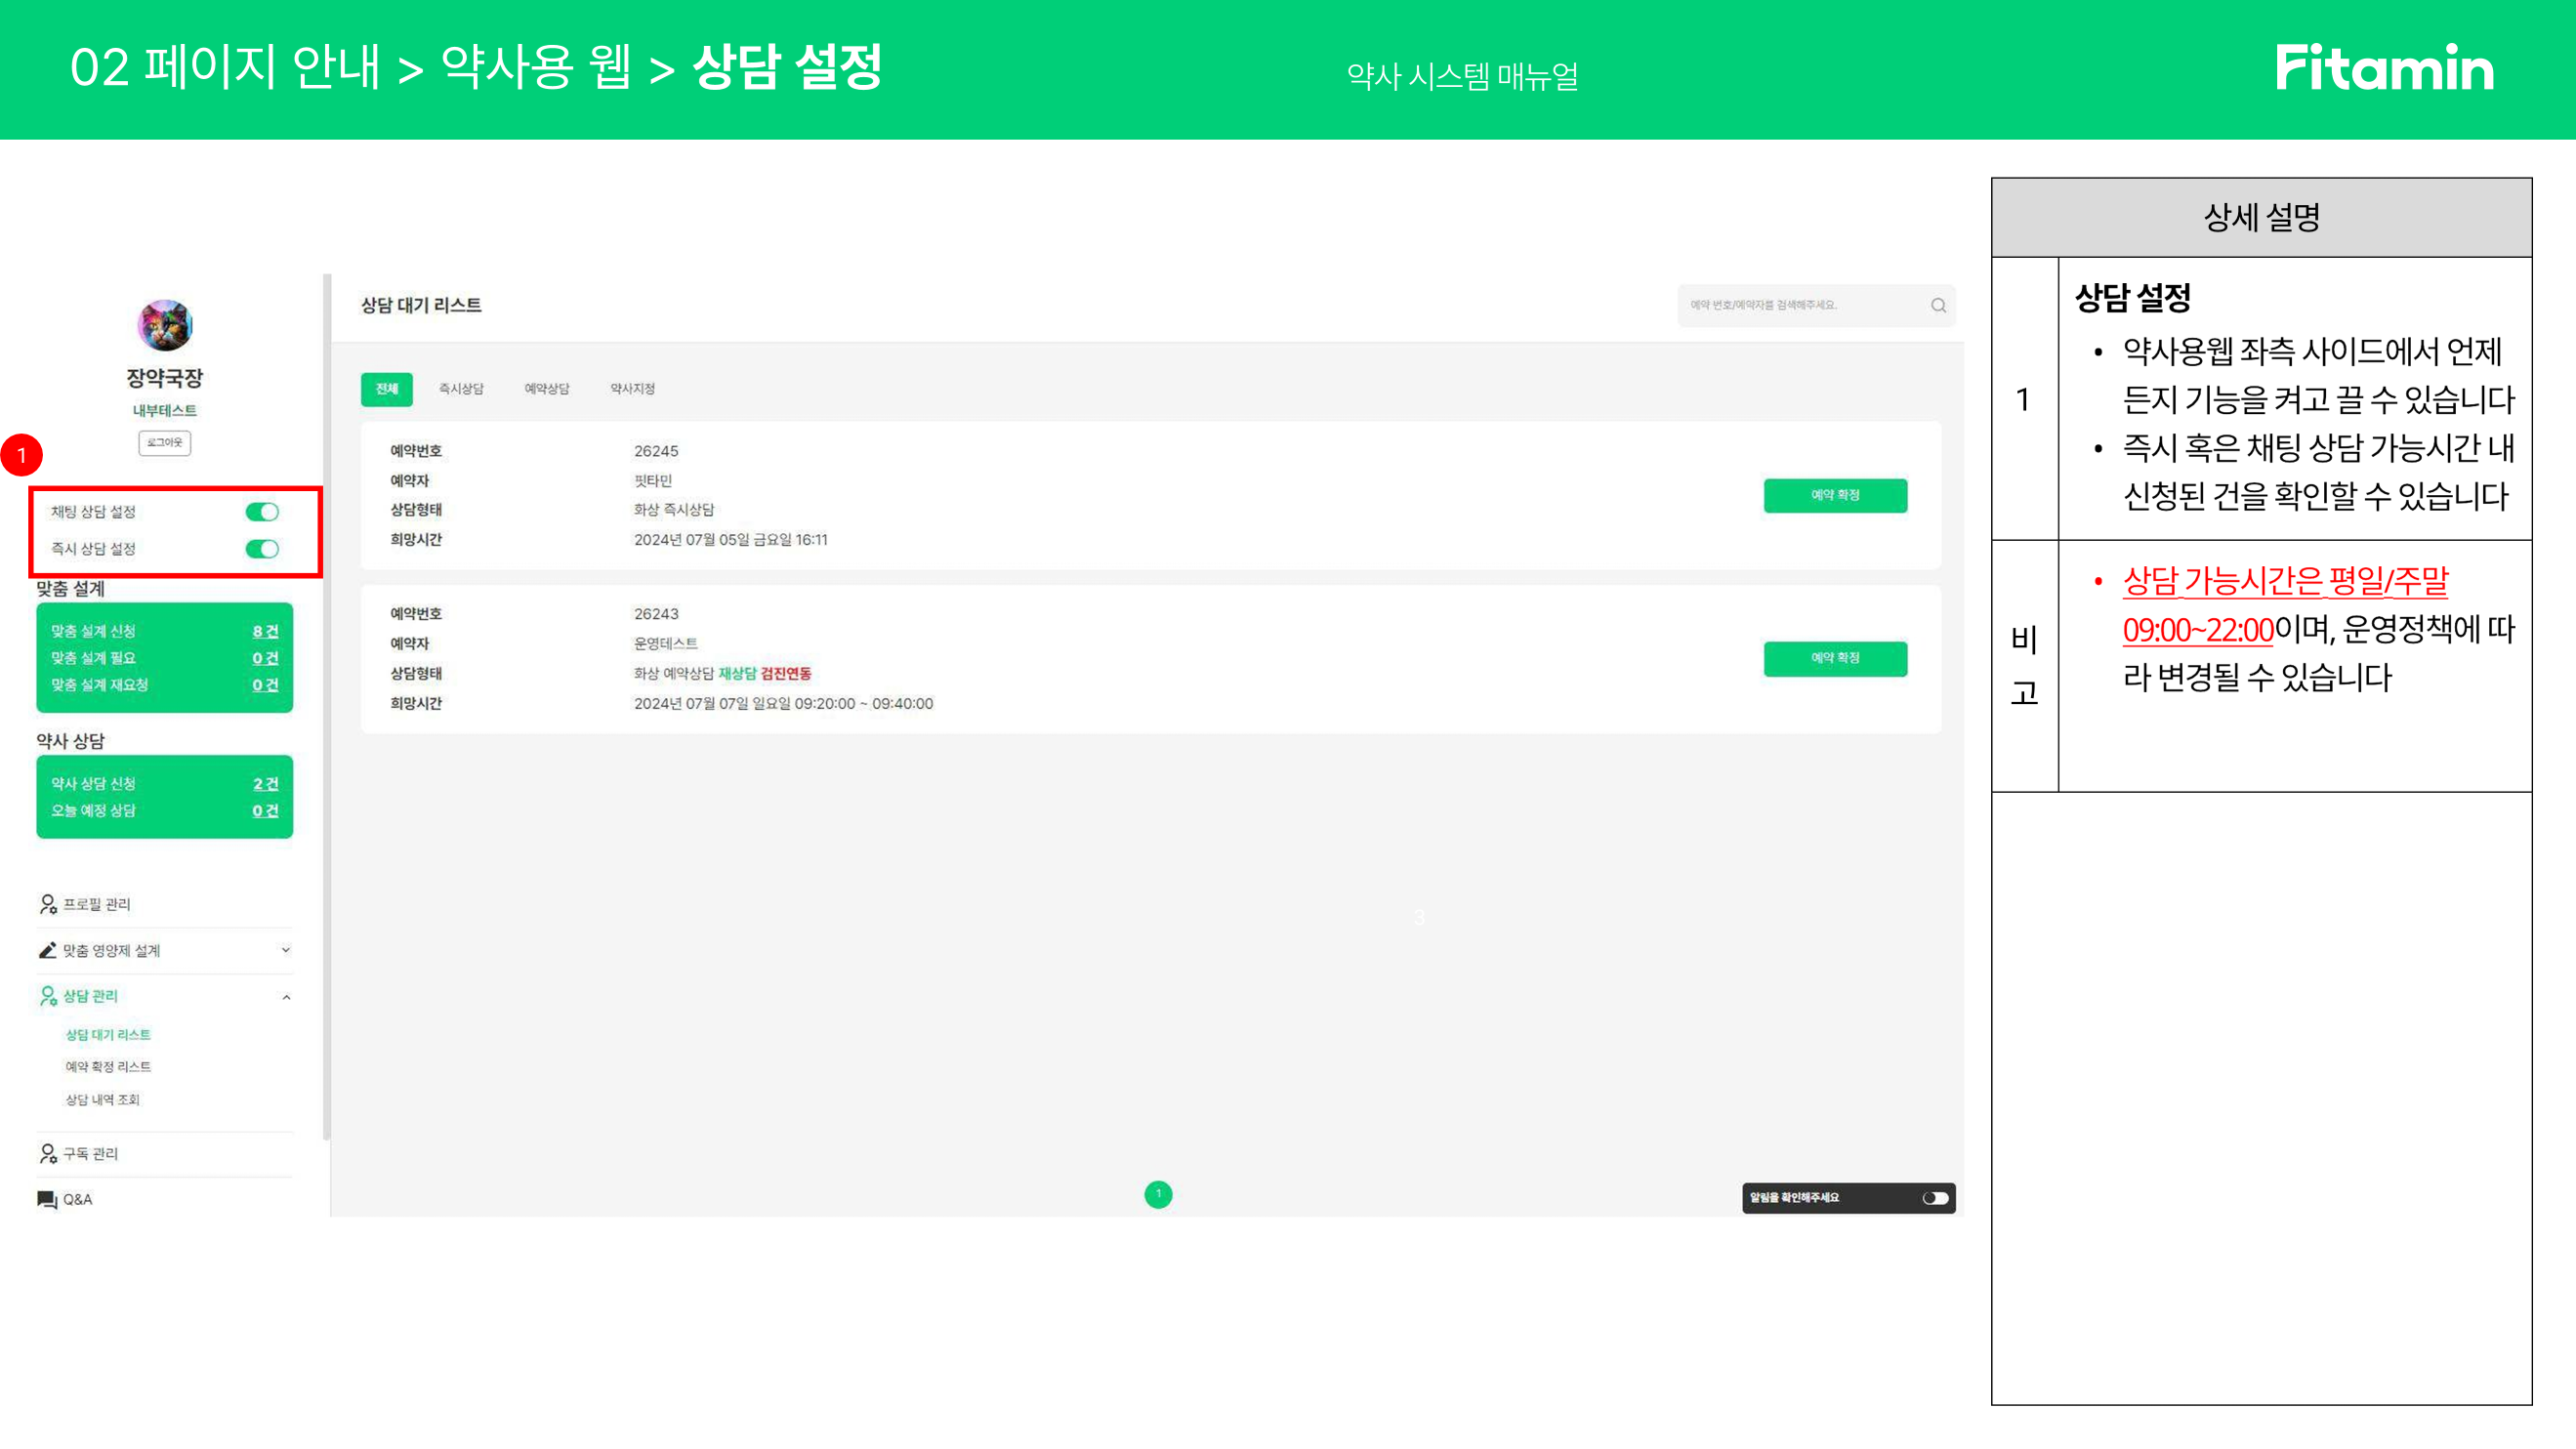 02 페이지 안내 > 약사용 웹 > 상담 설정
약사 시스템 매뉴얼
Fitamin
장약국장
내부테스트
로그아웃
1
채팅 상담 설정
즉시 상담 설정
맞춤 설계
맞춤 설계 신청 8 건
맞춤 설계 필요 0 건
맞춤 설계 재요청 0 건
약사 상담
약사 상담 신청 2 건
오늘 예정 상담 0 건
프로필 관리
맞춤 영양제 설계
상담 관리
상담 대기 리스트
예약 확정 리스트
상담 내역 조회
구독 관리
Q&A
상담 대기 리스트
예약 번호/예약자를 검색해주세요.
전체 즉시상담 예약상담 약사지정
예약번호 26245
예약자 핏타민
상담형태 화상 즉시상담
희망시간 2024년 07월 05일 금요일 16:11
예약 확정
예약번호 26243
예약자 운영테스트
상담형태 화상 예약상담 재상담 검진연동
희망시간 2024년 07월 07일 일요일 09:20:00 ~ 09:40:00
예약 확정
3
1
알림을 확인해주세요
상세 설명
1
상담 설정
• 약사용웹 좌측 사이드에서 언제
든지 기능을 켜고 끌 수 있습니다
• 즉시 혹은 채팅 상담 가능시간 내
신청된 건을 확인할 수 있습니다
비
고
• 상담 가능시간은 평일/주말
09:00~22:00이며, 운영정책에 따
라 변경될 수 있습니다